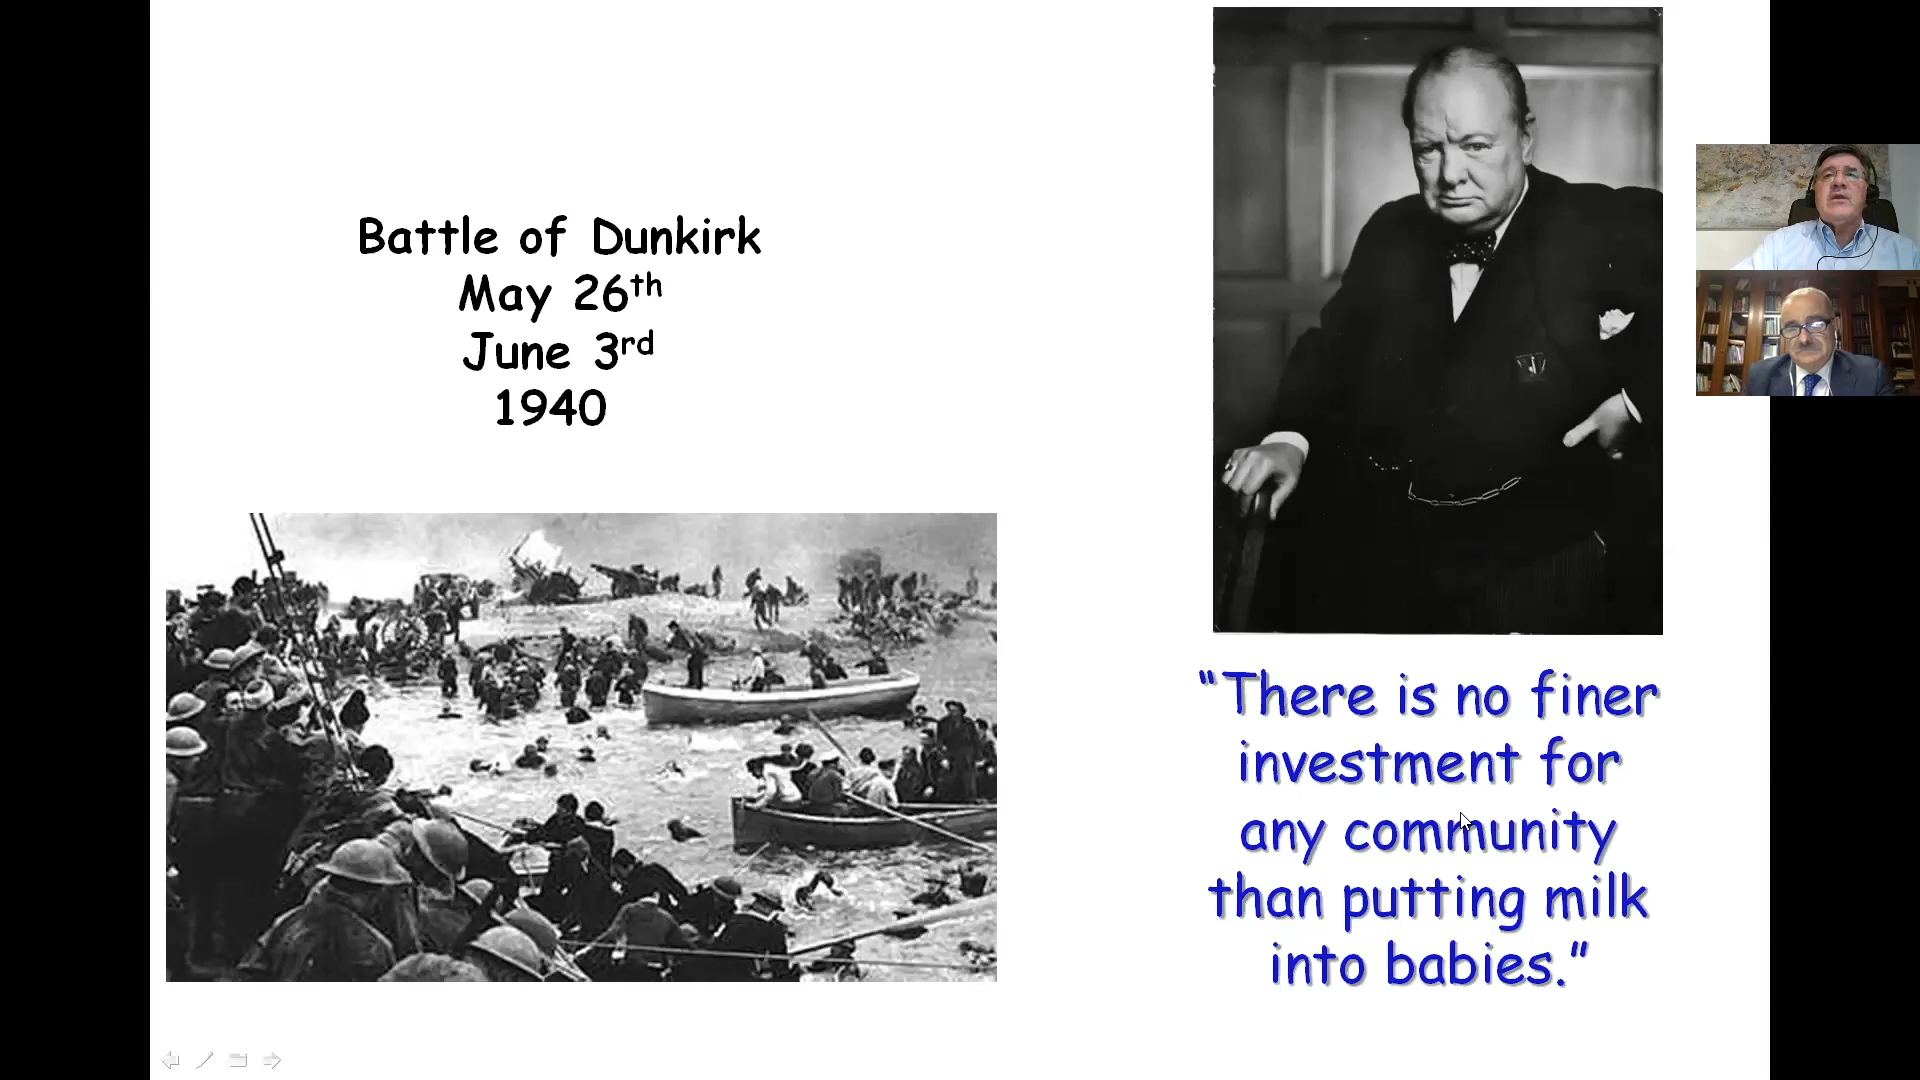 Battle of Dunkirk
May 26th
June 3rd
1940
“There is no finer
investment for
any community
than putting milk
into babies.”